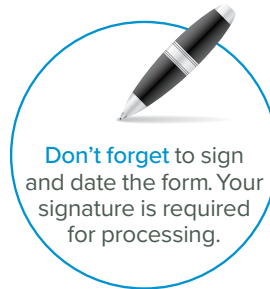 Don’t forget to sign
and date the form. Your
signature is required
for processing.